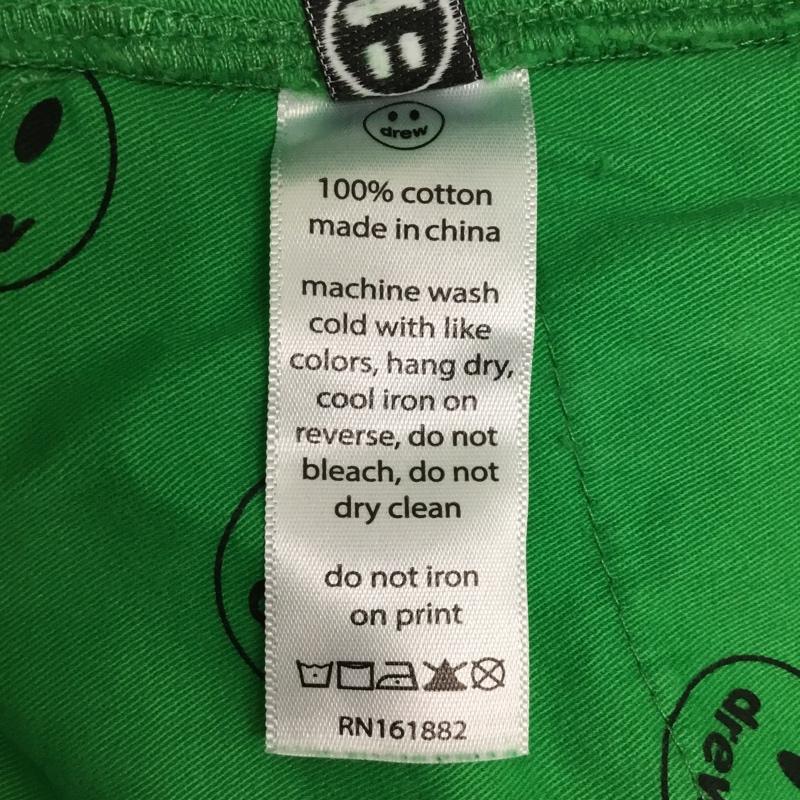 drew
100% cotton
made in china
machine wash
cold with like
colors, hang dry,
cool iron on
reverse, do not
bleach, do not
dry clean
do not iron
on print
RN161882
drew